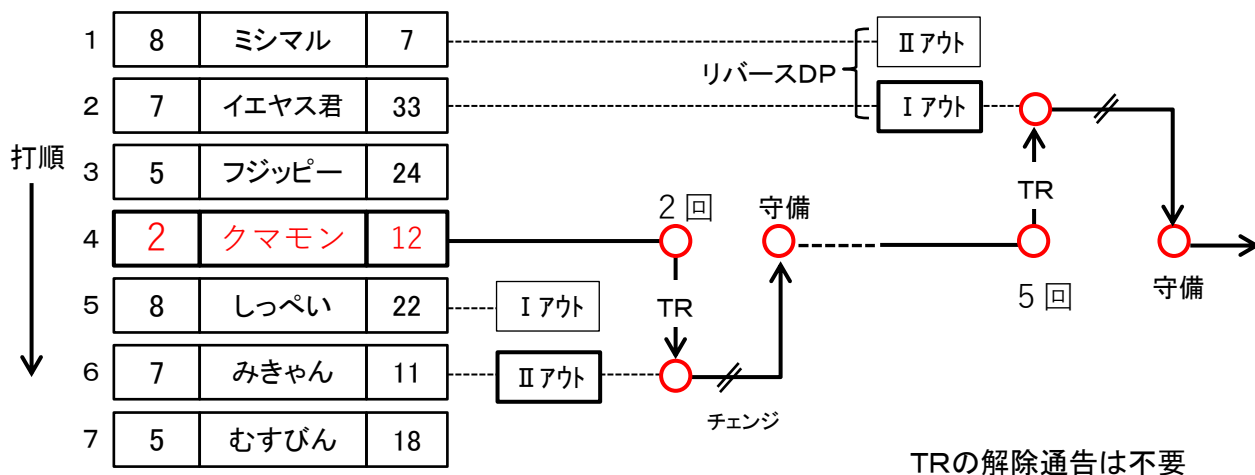 1 8 ミシマル 7 Ⅱアウト
リバースDP
2 7 イエヤス君 33 Ⅰアウト
打順
3 5 フジッピー 24
TR
2回 守備
4 2 クマモン 12
5回 守備
5 8 しっぺい 22 Ⅰアウト
TR
6 7 みきゃん 11 Ⅱアウト
チェンジ
7 5 むすびん 18
TRの解除通告は不要